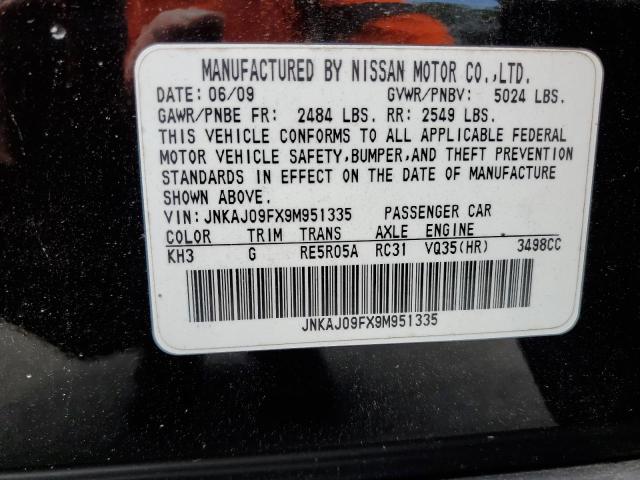 MANUFACTURED BY NISSAN MOTOR CO.,LTD.
DATE: 06/09 GVWR/PNBV: 5024 LBS.
GAWR/PNBE FR: 2484 LBS. RR: 2549 LBS.
THIS VEHICLE CONFORMS TO ALL APPLICABLE FEDERAL
MOTOR VEHICLE SAFETY,BUMPER,AND THEFT PREVENTION
STANDARDS IN EFFECT ON THE DATE OF MANUFACTURE
SHOWN ABOVE.
VIN: JNKAJ09FX9M951335 PASSENGER CAR
COLOR TRIM TRANS AXLE ENGINE
KH3 G RE5R05A RC31 VQ35(HR) 3498CC
JNKAJ09FX9M951335